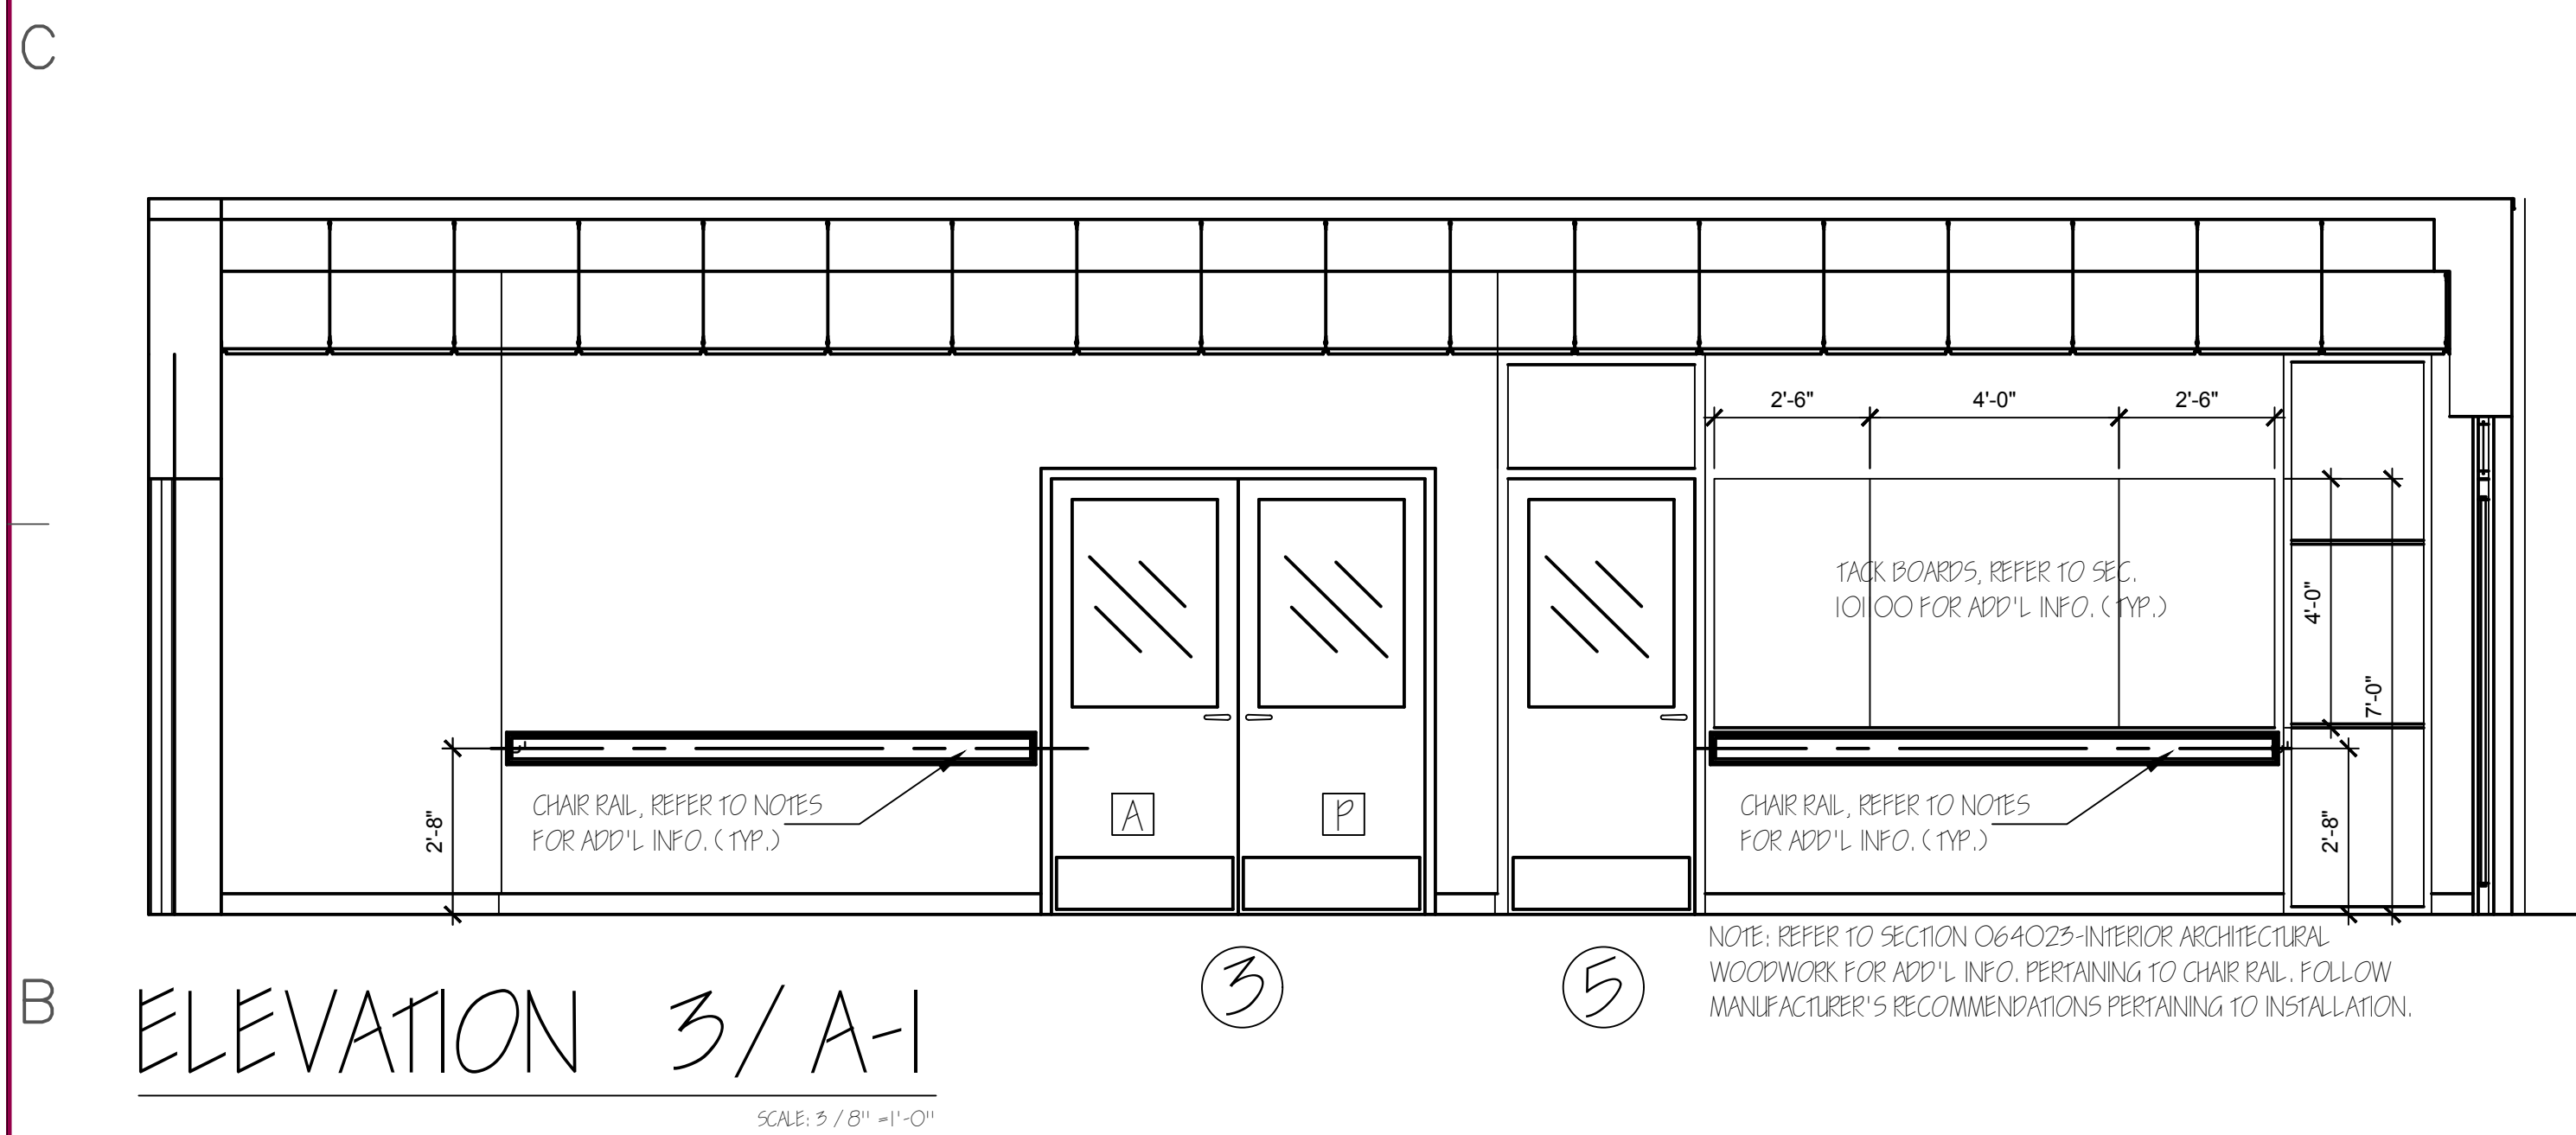 C
2'-6" 4'-0" 2'-6"
TACK BOARDS, REFER TO SEC.
101100 FOR ADD'L INFO. (TYP.)
4'-0"
7'-0"
2'-8"
CHAIR RAIL, REFER TO NOTES
FOR ADD'L INFO. (TYP.)
A
P
CHAIR RAIL, REFER TO NOTES
FOR ADD'L INFO. (TYP.)
2'-8"
3
5
NOTE: REFER TO SECTION 064023-INTERIOR ARCHITECTURAL
WOODWORK FOR ADD'L INFO. PERTAINING TO CHAIR RAIL. FOLLOW
MANUFACTURER'S RECOMMENDATIONS PERTAINING TO INSTALLATION.
B
ELEVATION 3/A-1
SCALE: 3/8" =1'-0"